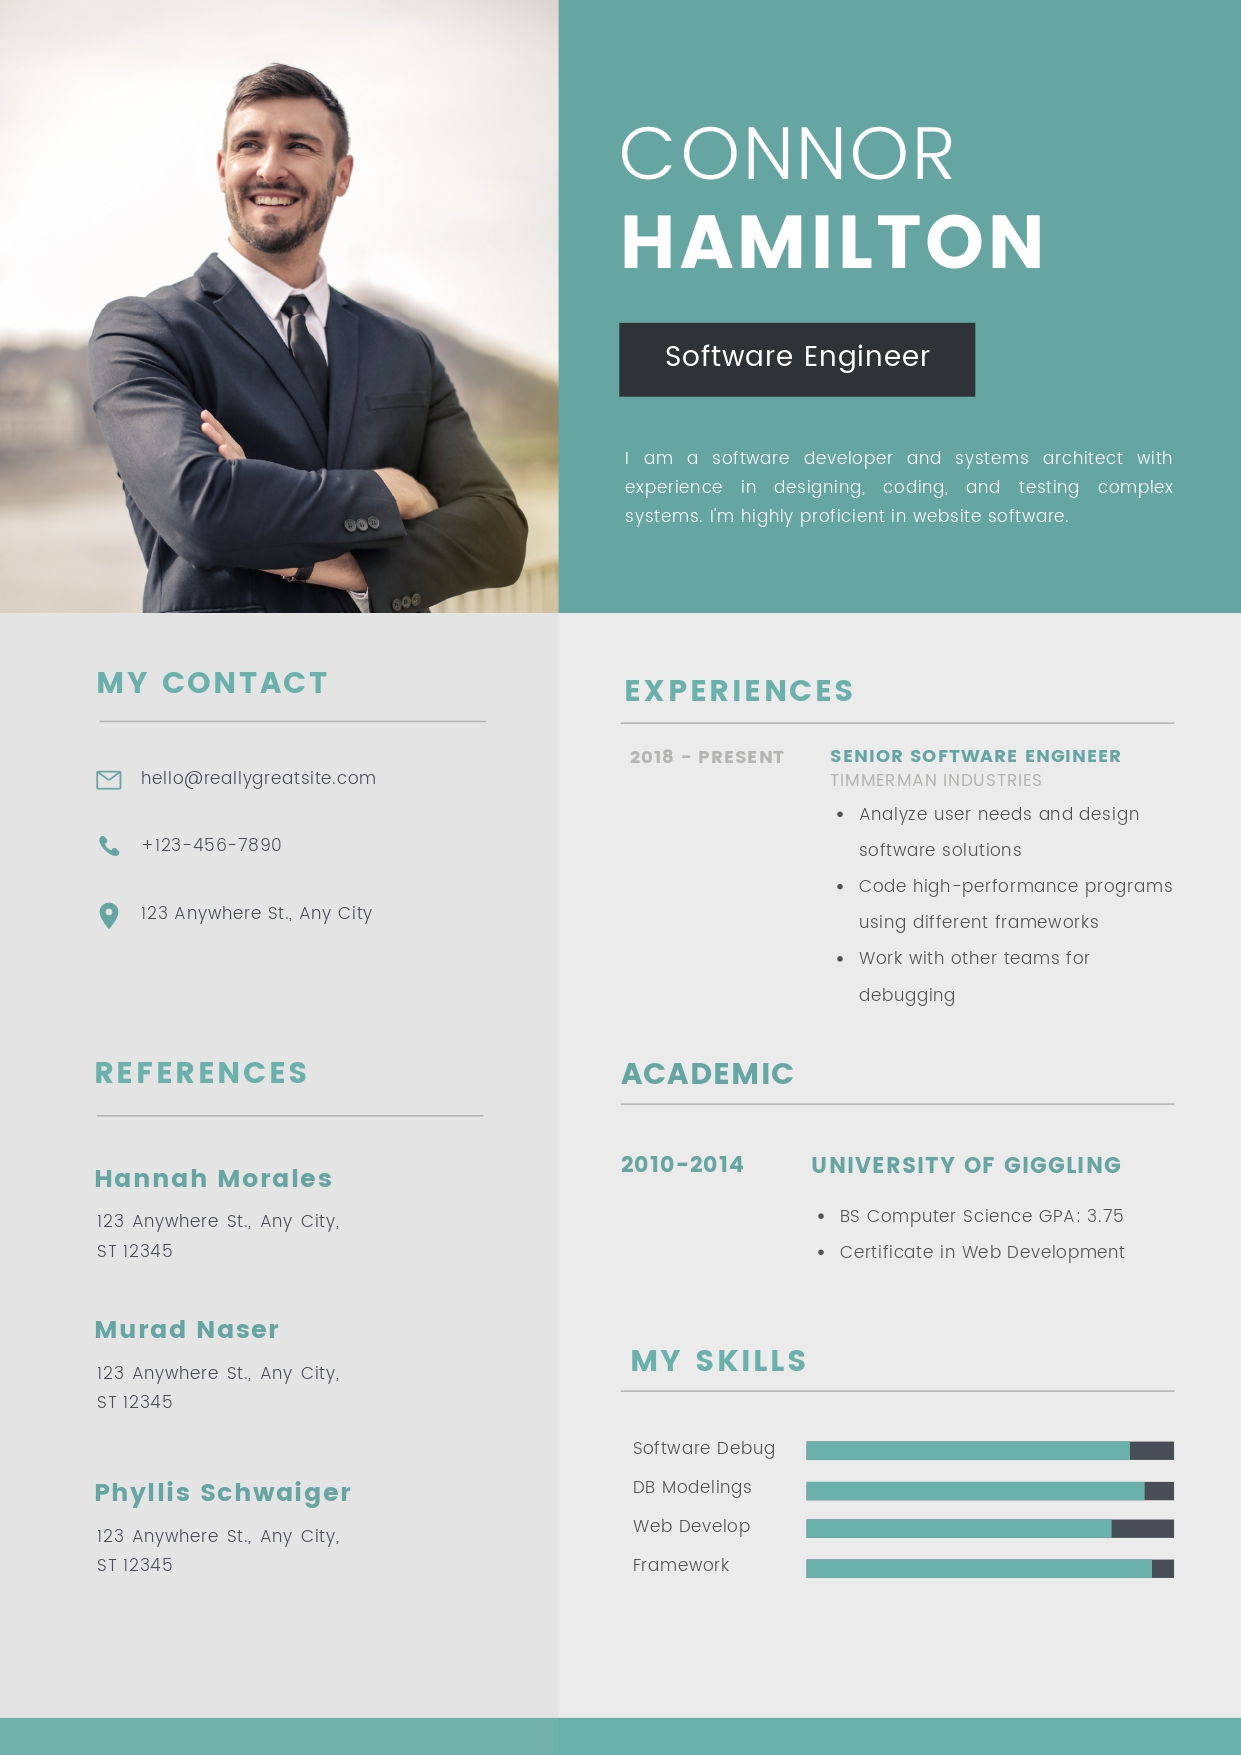 CONNOR
HAMILTON
Software Engineer
I am a software developer and systems architect with
experience in designing, coding, and testing complex
systems. I'm highly proficient in website software.
MY CONTACT
hello@reallygreatsite.com
+123-456-7890
123 Anywhere St., Any City
REFERENCES
Hannah Morales
123 Anywhere St., Any City,
ST 12345
Murad Naser
123 Anywhere St., Any City,
ST 12345
Phyllis Schwaiger
123 Anywhere St., Any City,
ST 12345
EXPERIENCES
2018 - PRESENT
SENIOR SOFTWARE ENGINEER
TIMMERMAN INDUSTRIES
• Analyze user needs and design
software solutions
• Code high-performance programs
using different frameworks
• Work with other teams for
debugging
ACADEMIC
2010-2014
UNIVERSITY OF GIGGLING
• BS Computer Science GPA: 3.75
• Certificate in Web Development
MY SKILLS
Software Debug
DB Modelings
Web Develop
Framework